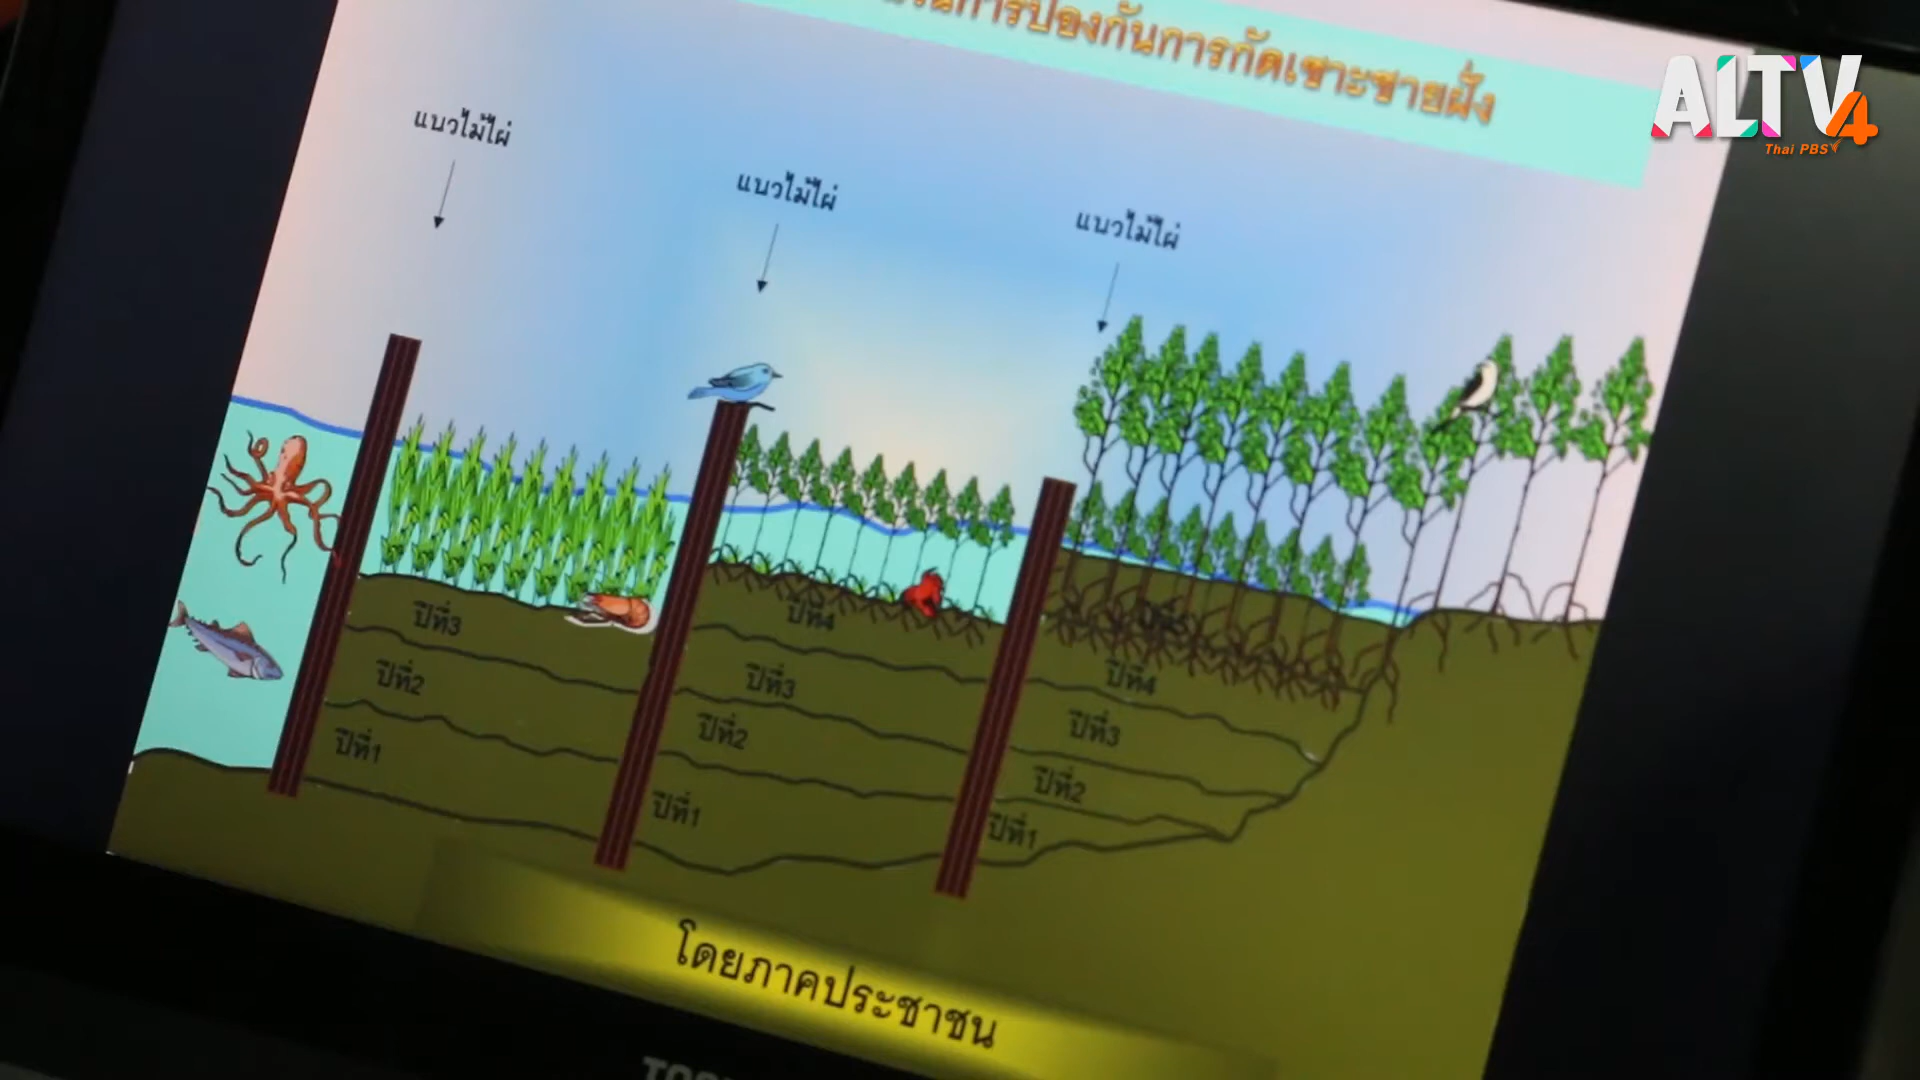 การป้องกันการกัดเซาะชายฝั่ง
ALTV4
Thai PBS
แนวไม้ไผ่
แนวไม้ไผ่
แนวไม้ไผ่
ปีที่3
ปีที่2
ปีที่1
ปีที่4
ปีที่3
ปีที่2
ปีที่1
ปีที่4
ปีที่3
ปีที่2
ปีที่1
โดยภาคประชาชน